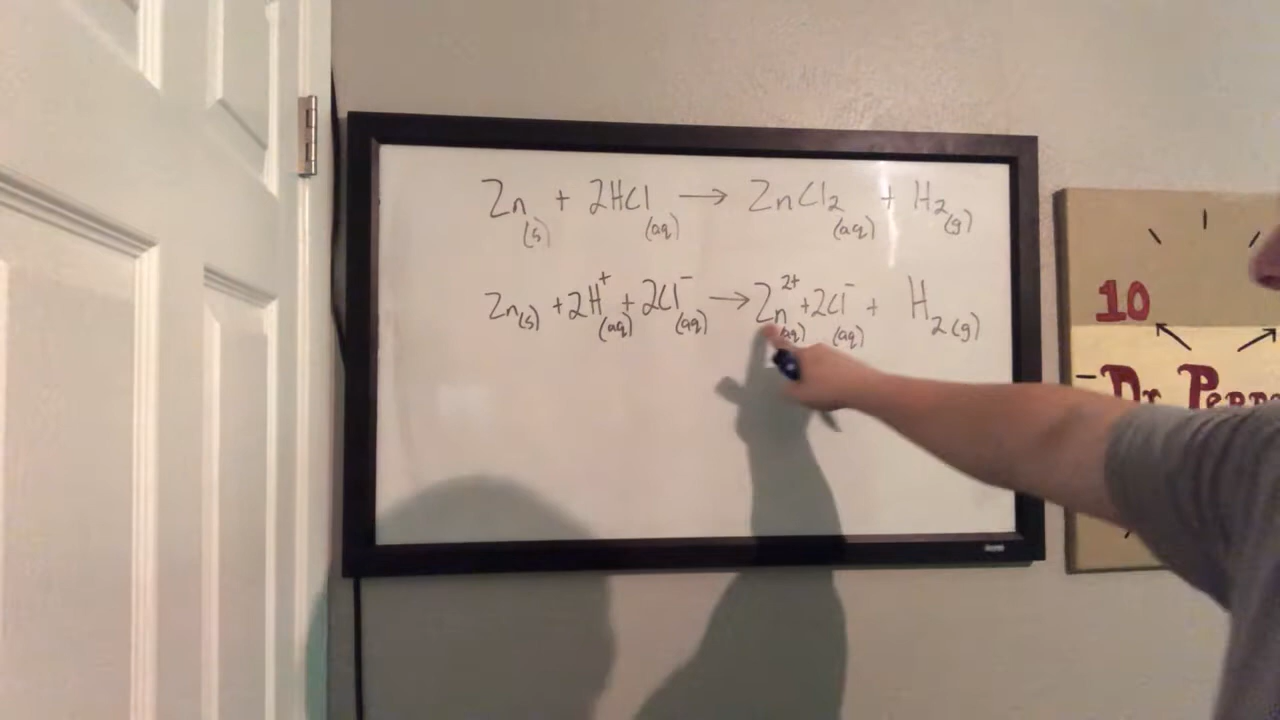 Zn(s) + 2HCl(aq) → ZnCl₂(aq) + H₂(g)
Zn(s) + 2H⁺(aq) + 2Cl⁻(aq) → Zn²⁺(aq) + 2Cl⁻(aq) + H₂(g)
10
-Dr